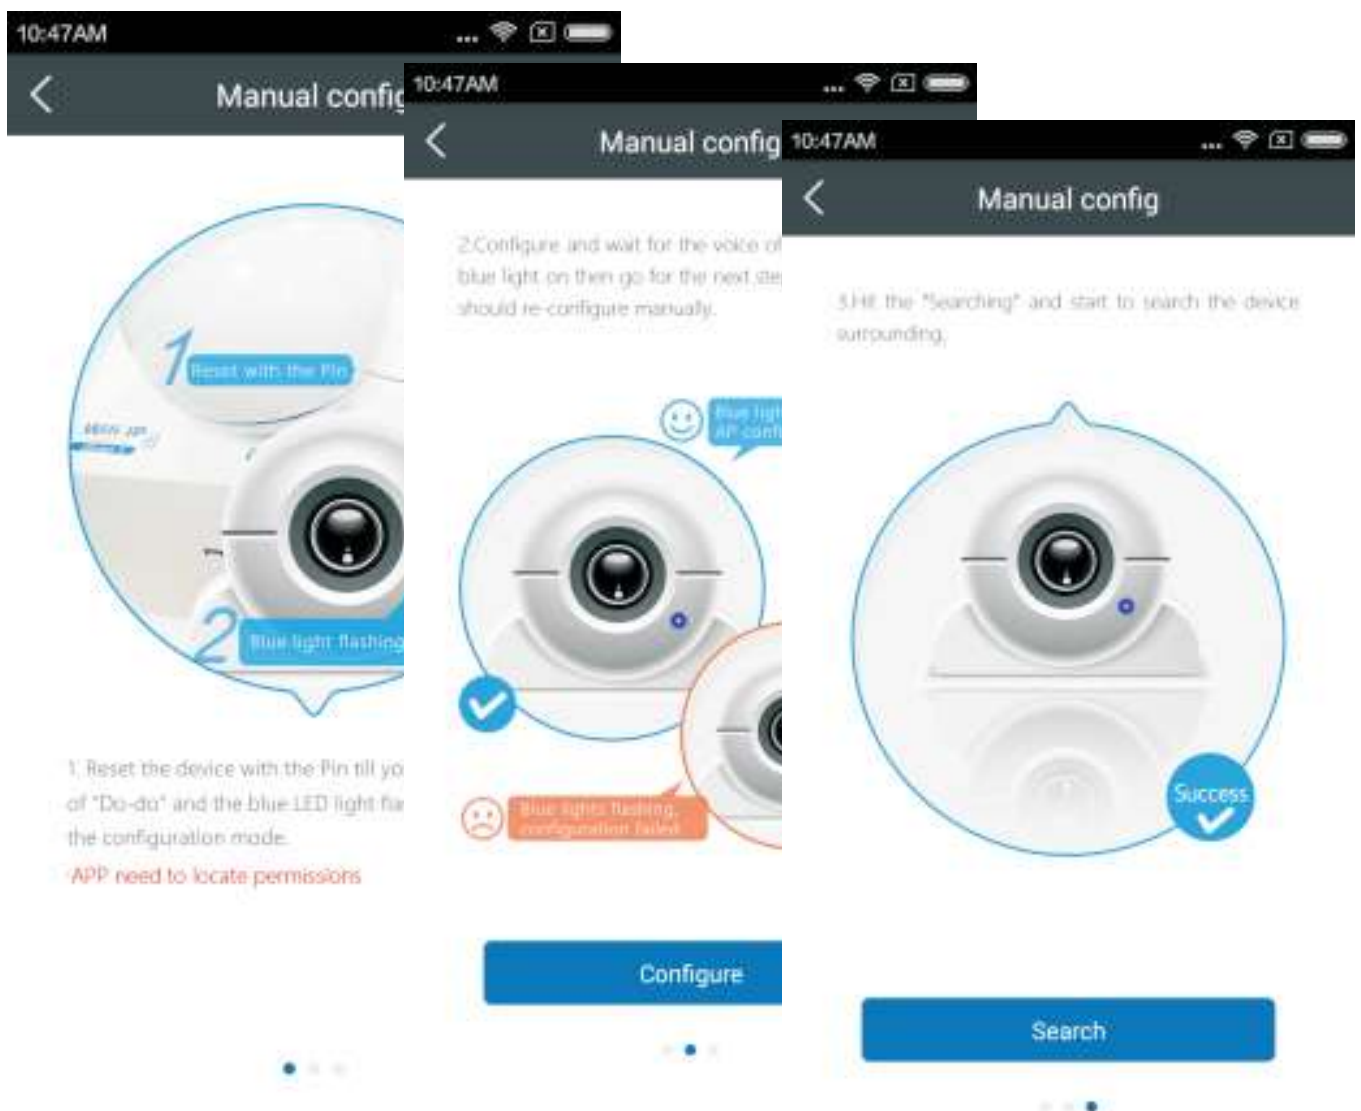 10:47AM
Manual config
1
Reset with the Pin
2
Blue light flashing
1. Reset the device with the Pin till yo
of "Do-do" and the blue LED light fla
the configuration mode.
·APP need to locate permissions
10:47AM
Manual config
2.Configure and wait for the voice of
blue light on then go for the next ste
should re-configure manually.
Blue ligh
AP conf
Blue lights flashing,
configuration failed
Configure
10:47AM
Manual config
3.Hit the "Searching" and start to search the device
surrounding.
Success
Search